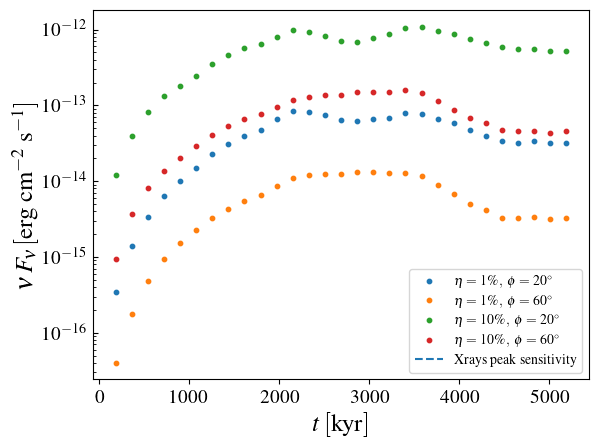 10⁻¹²
10⁻¹³
10⁻¹⁴
10⁻¹⁵
10⁻¹⁶
ν Fν [erg cm⁻² s⁻¹]
η = 1%, ϕ = 20°
η = 1%, ϕ = 60°
η = 10%, ϕ = 20°
η = 10%, ϕ = 60°
Xrays peak sensitivity
0 1000 2000 3000 4000 5000
t [kyr]